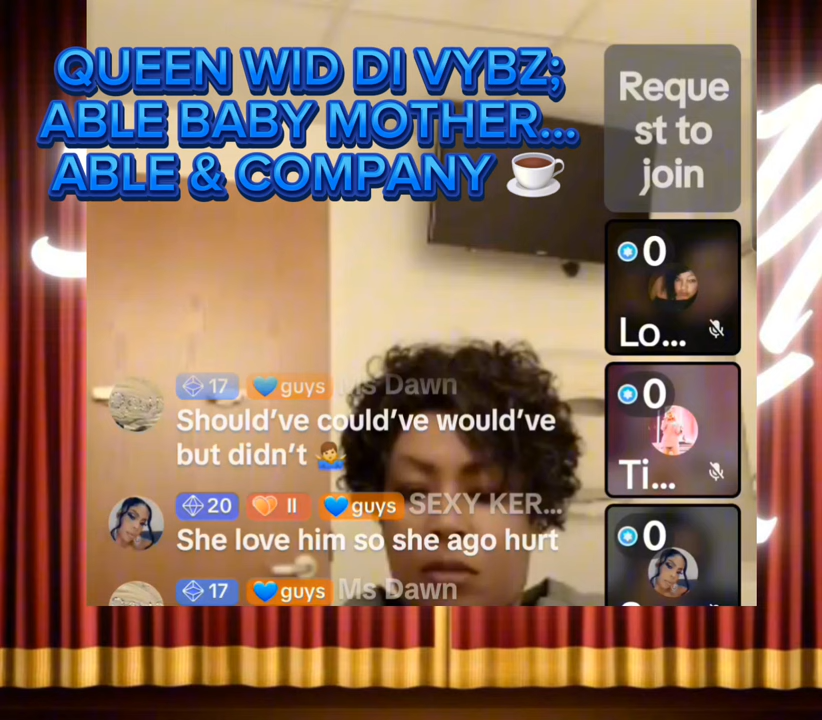 QUEEN WID DI VYBZ;
ABLE BABY MOTHER...
ABLE & COMPANY
Reque
st to
join
0
Lo...
0
Ti...
0
17 guys Ms Dawn
Should've could've would've
but didn't
20 II guys SEXY KER...
She love him so she ago hurt
17 guys Ms Dawn